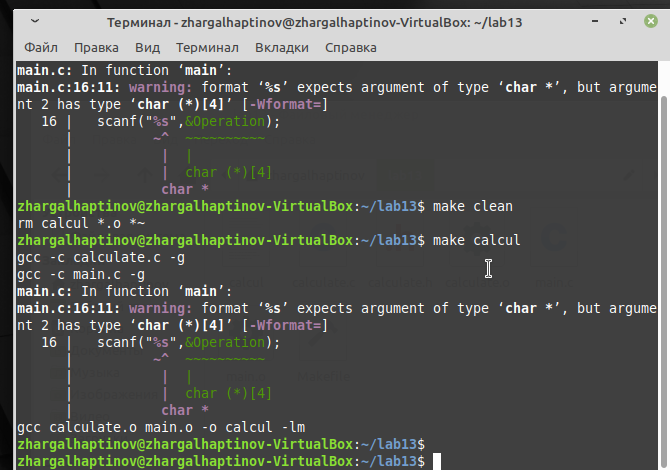 Терминал - zhargalhaptinov@zhargalhaptinov-VirtualBox: ~/lab13
Файл Правка Вид Терминал Вкладки Справка
main.c: In function ‘main’:
main.c:16:11: warning: format ‘%s’ expects argument of type ‘char *’, but argume
nt 2 has type ‘char (*)[4]’ [-Wformat=]
   16 |   scanf("%s",&Operation);
      |          ~^  ~~~~~~~~~~
      |           |  |
      |           |  char (*)[4]
      |           char *
zhargalhaptinov@zhargalhaptinov-VirtualBox:~/lab13$ make clean
rm calcul *.o *~
zhargalhaptinov@zhargalhaptinov-VirtualBox:~/lab13$ make calcul
gcc -c calculate.c -g
gcc -c main.c -g
main.c: In function ‘main’:
main.c:16:11: warning: format ‘%s’ expects argument of type ‘char *’, but argume
nt 2 has type ‘char (*)[4]’ [-Wformat=]
   16 |   scanf("%s",&Operation);
      |          ~^  ~~~~~~~~~~
      |           |  |
      |           |  char (*)[4]
      |           char *
gcc calculate.o main.o -o calcul -lm
zhargalhaptinov@zhargalhaptinov-VirtualBox:~/lab13$
zhargalhaptinov@zhargalhaptinov-VirtualBox:~/lab13$